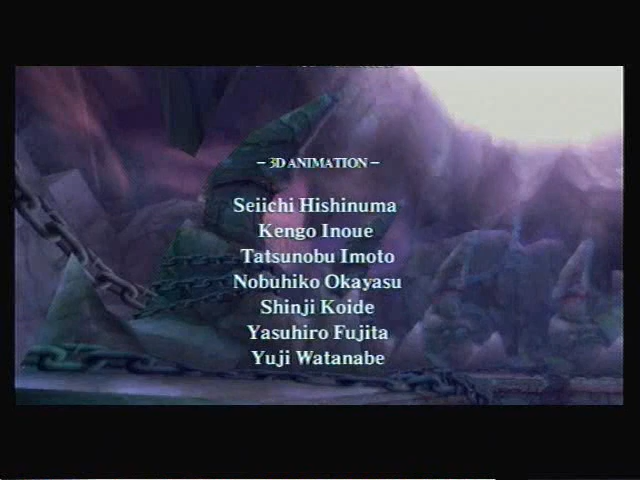 – 3D ANIMATION –
Seiichi Hishinuma
Kengo Inoue
Tatsunobu Imoto
Nobuhiko Okayasu
Shinji Koide
Yasuhiro Fujita
Yuji Watanabe